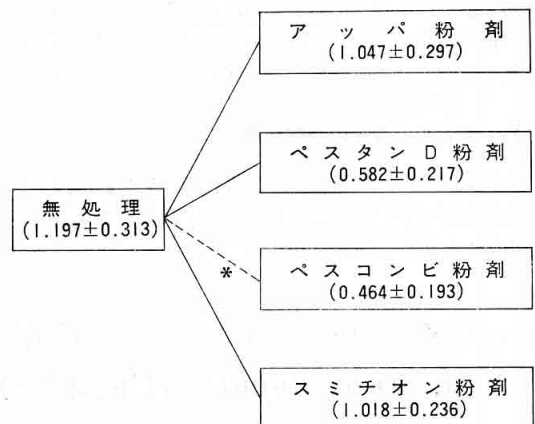 ア ッ パ 粉 剤
(1.047±0.297)
ペ ス タ ン D 粉 剤
(0.582±0.217)
無 処 理
(1.197±0.313)
*
ペ ス コ ン ビ 粉 剤
(0.464±0.193)
ス ミ チ オ ン 粉 剤
(1.018±0.236)